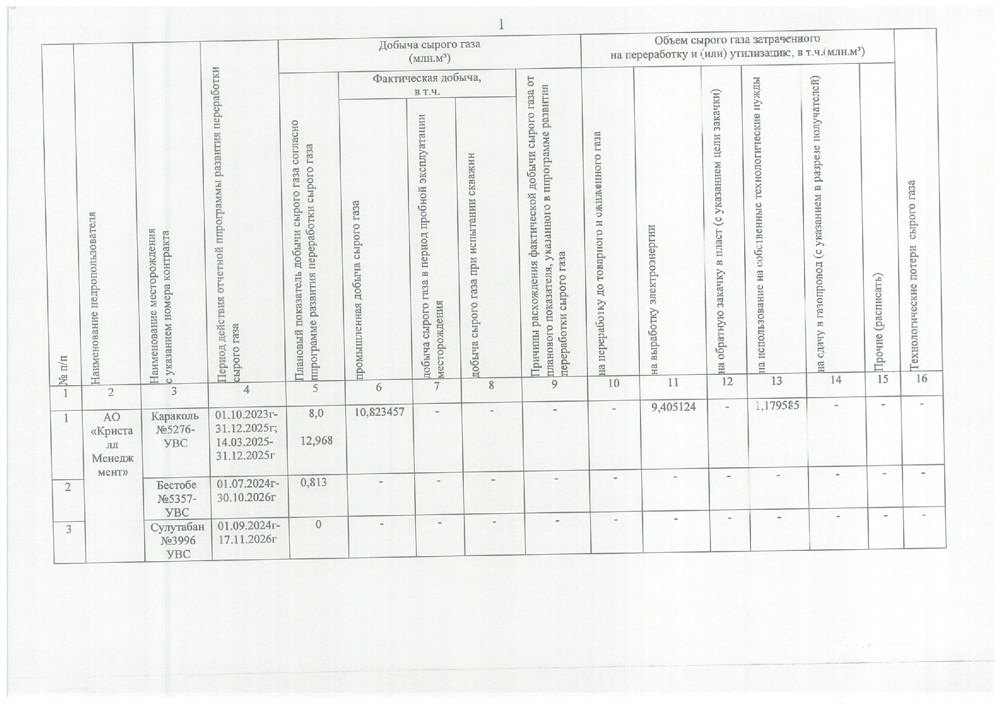 1
Добыча сырого газа
(млн.м³)
Объем сырого газа затраченного
на переработку и (или) утилизацию, в т.ч.(млн.м³)
Фактическая добыча,
в т.ч.
№ п/п
Наименование недропользователя
Наименование месторождения
с указанием номера контракта
Период действия отчетной ппрограммы развития переработки
сырого газа
Плановый показатель добычи сырого газа согласно
ппрограмме развития переработки сырого газа
промышленная добыча сырого газа
добыча сырого газа в период пробной эксплуатации
месторождения
добыча сырого газа при испытании скважин
Причины расхождения фактической добычи сырого газа от
планового показателя, указанного в ппрограмме развития
переработки сырого газа
на переработку до товарного и сжиженного газа
на выработку электроэнергии
на обратную закачку в пласт (с указанием цели закачки)
на использование на собственные технологические нужды
на сдачу в газопровод (с указанием в разрезе получателей)
Прочие (расписать)
Технологические потери сырого газа
1 2 3 4 5 6 7 8 9 10 11 12 13 14 15 16
1 АО Караколь 01.10.2023г- 8,0 10,823457 - - - - 9,405124 - 1,179585 - - -
«Криста №5276- 31.12.2025г;
лл УВС 14.03.2025- 12,968
Менедж 31.12.2025г
мент»
2 Бестобе 01.07.2024г- 0,813 - - - - - - - - - - -
№5357- 30.10.2026г
УВС
3 Сулутабан 01.09.2024г- 0 - - - - - - - - - - -
№3996 17.11.2026г
УВС